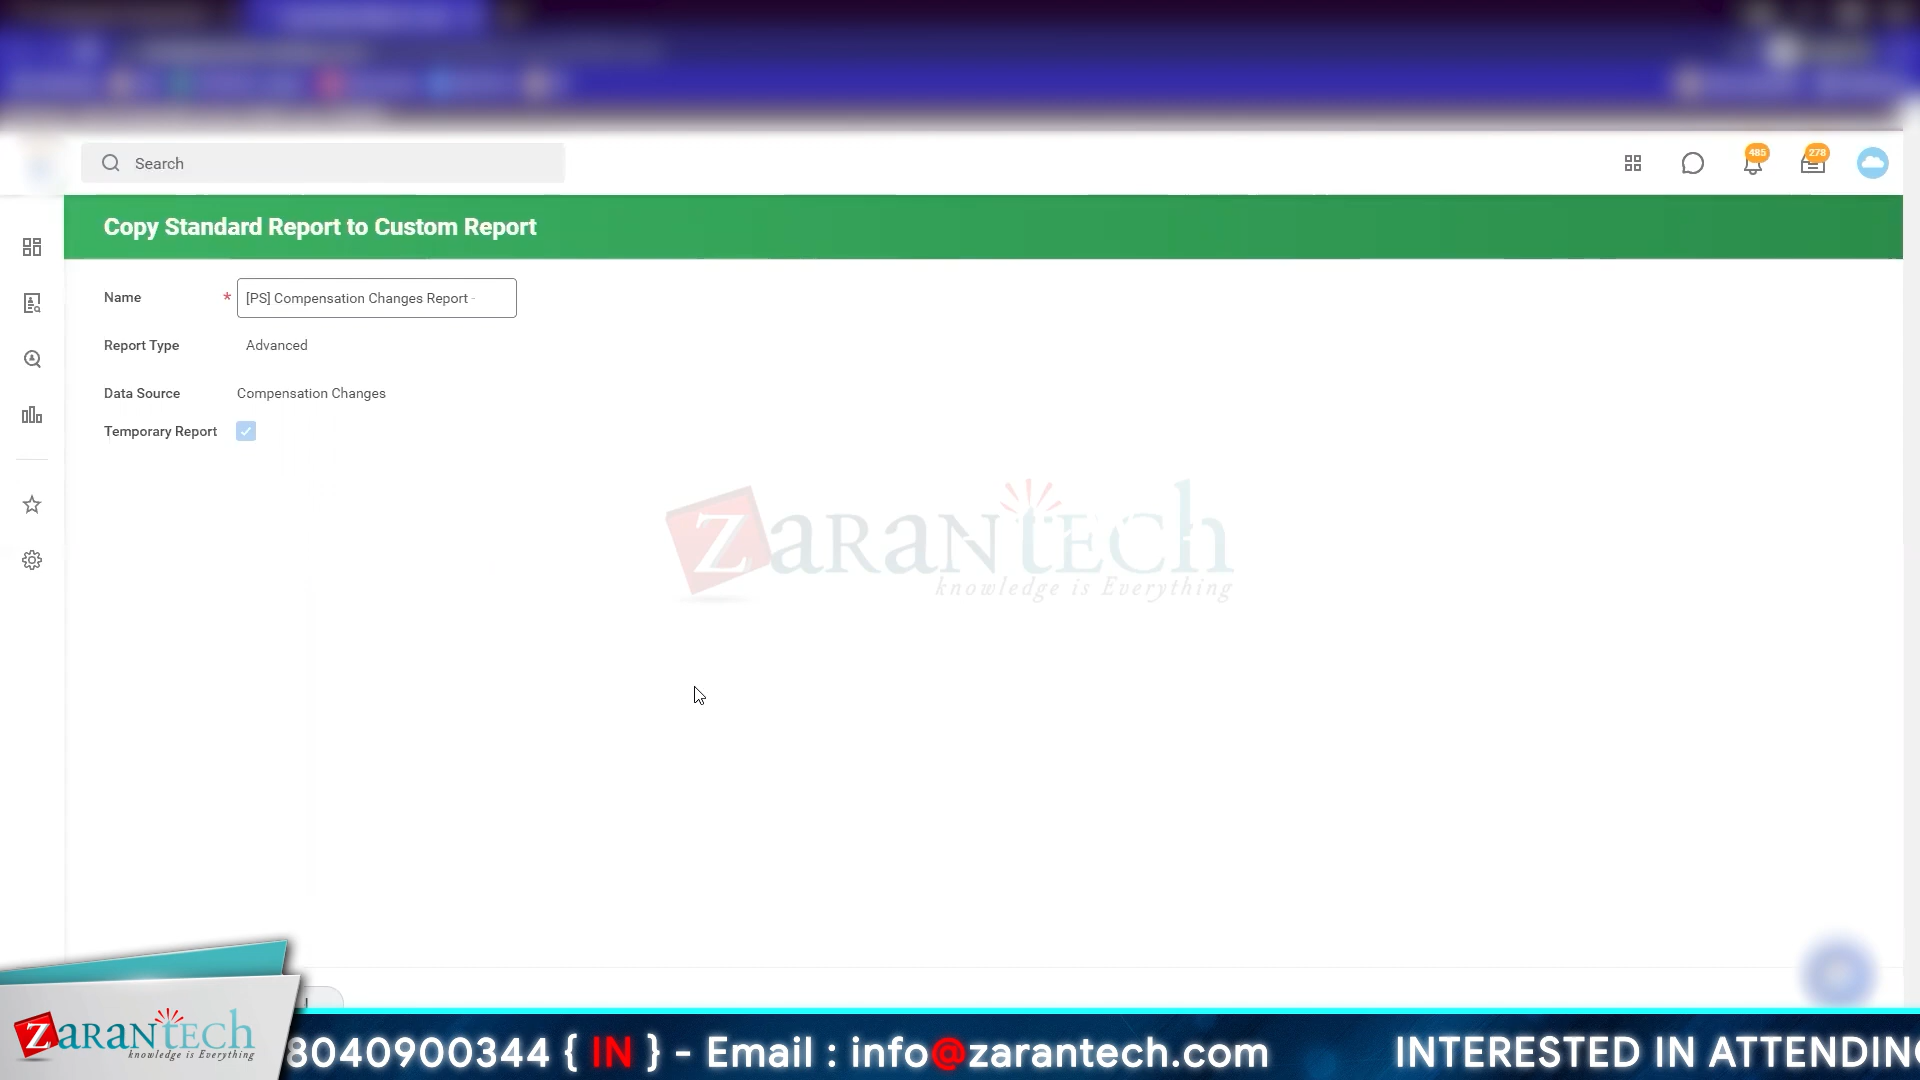 Search
485
278
Copy Standard Report to Custom Report
Name * [PS] Compensation Changes Report -
Report Type Advanced
Data Source Compensation Changes
Temporary Report
ZaranTech
knowledge is Everything
ZaranTech
knowledge is Everything
8040900344 { IN } - Email : info@zarantech.com INTERESTED IN ATTENDING